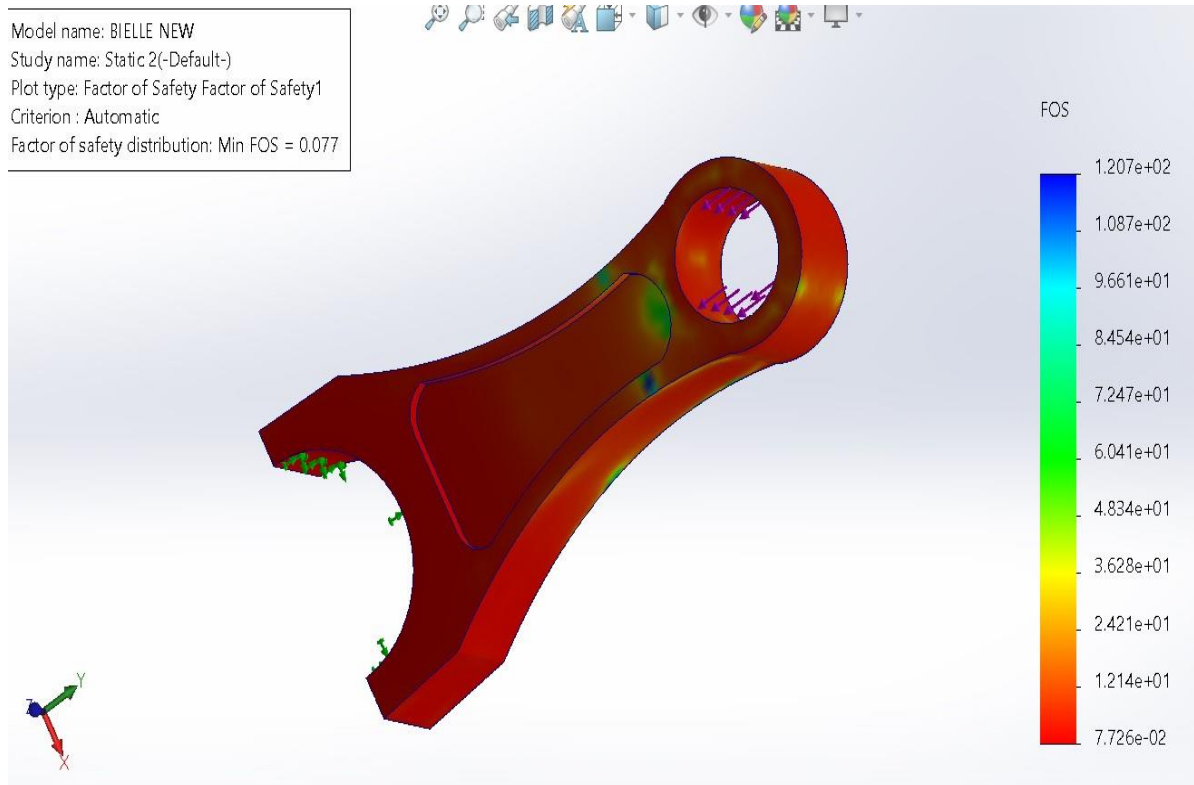 Model name: BIELLE NEW
Study name: Static 2(-Default-)
Plot type: Factor of Safety Factor of Safety1
Criterion : Automatic
Factor of safety distribution: Min FOS = 0.077
FOS
1.207e+02
1.087e+02
9.661e+01
8.454e+01
7.247e+01
6.041e+01
4.834e+01
3.628e+01
2.421e+01
1.214e+01
7.726e-02
Y
Z
X